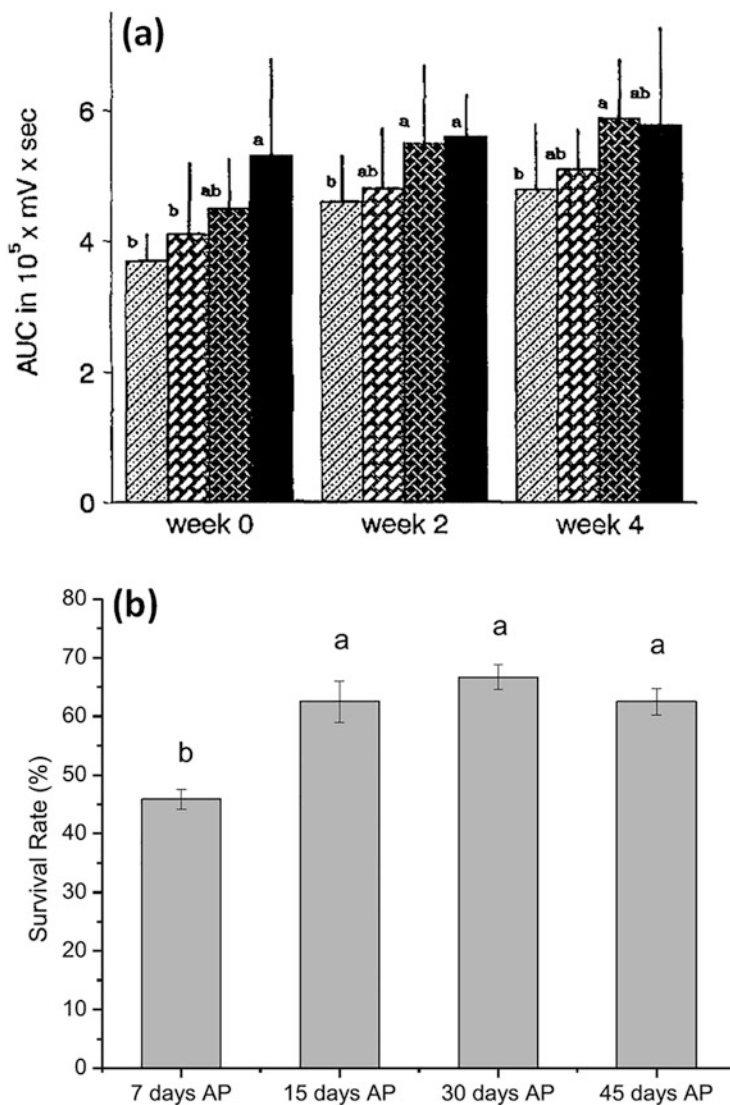 (a)
AUC in 10⁵ x mV x sec
6
4
2
0
b
b
ab
a
b
ab
a
a
b
ab
a
ab
week 0
week 2
week 4
(b)
Survival Rate (%)
80
70
60
50
40
30
20
10
0
b
a
a
a
7 days AP
15 days AP
30 days AP
45 days AP